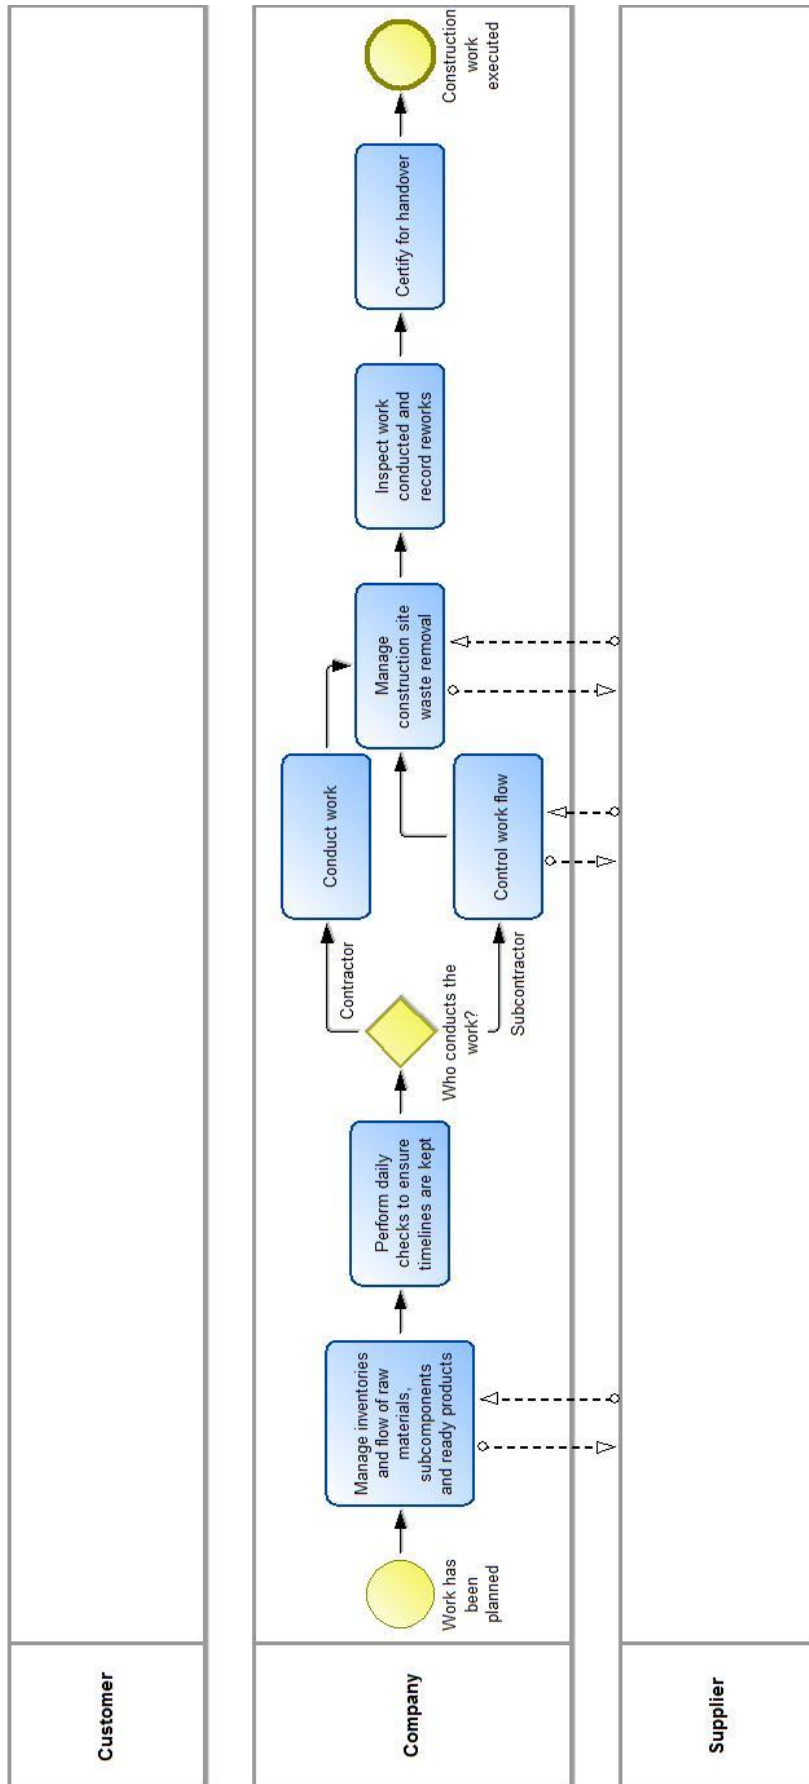 Customer
Company
Supplier
Work has
been
planned
Manage inventories
and flow of raw
materials,
subcomponents
and ready products
Perform daily
checks to ensure
timelines are kept
Who conducts the
work?
Contractor
Subcontractor
Conduct work
Control work flow
Manage
construction site
waste removal
Inspect work
conducted and
record reworks
Certify for handover
Construction
work
executed